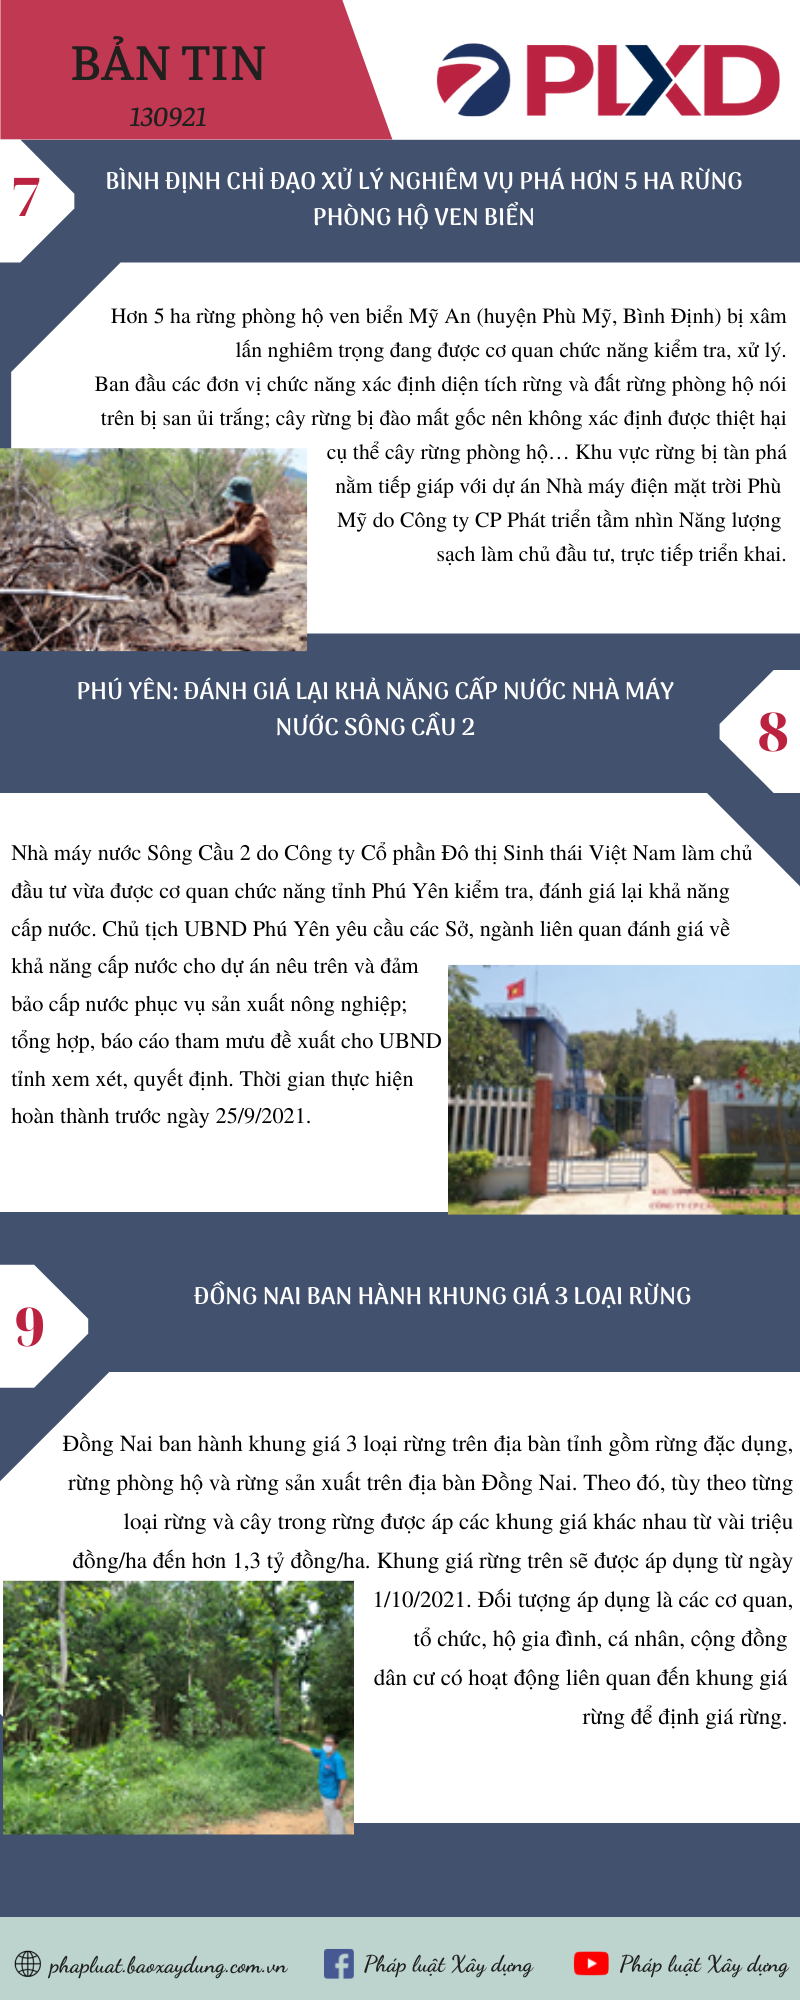 BẢN TIN
130921
PLXD
7
BÌNH ĐỊNH CHỈ ĐẠO XỬ LÝ NGHIÊM VỤ PHÁ HƠN 5 HA RỪNG
PHÒNG HỘ VEN BIỂN
Hơn 5 ha rừng phòng hộ ven biển Mỹ An (huyện Phù Mỹ, Bình Định) bị xâm
lấn nghiêm trọng đang được cơ quan chức năng kiểm tra, xử lý.
Ban đầu các đơn vị chức năng xác định diện tích rừng và đất rừng phòng hộ nói
trên bị san ủi trắng; cây rừng bị đào mất gốc nên không xác định được thiệt hại
cụ thể cây rừng phòng hộ... Khu vực rừng bị tàn phá
nằm tiếp giáp với dự án Nhà máy điện mặt trời Phù
Mỹ do Công ty CP Phát triển tầm nhìn Năng lượng
sạch làm chủ đầu tư, trực tiếp triển khai.
PHÚ YÊN: ĐÁNH GIÁ LẠI KHẢ NĂNG CẤP NƯỚC NHÀ MÁY
NƯỚC SÔNG CẦU 2
8
Nhà máy nước Sông Cầu 2 do Công ty Cổ phần Đô thị Sinh thái Việt Nam làm chủ
đầu tư vừa được cơ quan chức năng tỉnh Phú Yên kiểm tra, đánh giá lại khả năng
cấp nước. Chủ tịch UBND Phú Yên yêu cầu các Sở, ngành liên quan đánh giá về
khả năng cấp nước cho dự án nêu trên và đảm
bảo cấp nước phục vụ sản xuất nông nghiệp;
tổng hợp, báo cáo tham mưu đề xuất cho UBND
tỉnh xem xét, quyết định. Thời gian thực hiện
hoàn thành trước ngày 25/9/2021.
9
ĐỒNG NAI BAN HÀNH KHUNG GIÁ 3 LOẠI RỪNG
Đồng Nai ban hành khung giá 3 loại rừng trên địa bàn tỉnh gồm rừng đặc dụng,
rừng phòng hộ và rừng sản xuất trên địa bàn Đồng Nai. Theo đó, tùy theo từng
loại rừng và cây trong rừng được áp các khung giá khác nhau từ vài triệu
đồng/ha đến hơn 1,3 tỷ đồng/ha. Khung giá rừng trên sẽ được áp dụng từ ngày
1/10/2021. Đối tượng áp dụng là các cơ quan,
tổ chức, hộ gia đình, cá nhân, cộng đồng
dân cư có hoạt động liên quan đến khung giá
rừng để định giá rừng.
phapluat.baoxaydung.com.vn
Pháp luật Xây dựng
Pháp luật Xây dựng